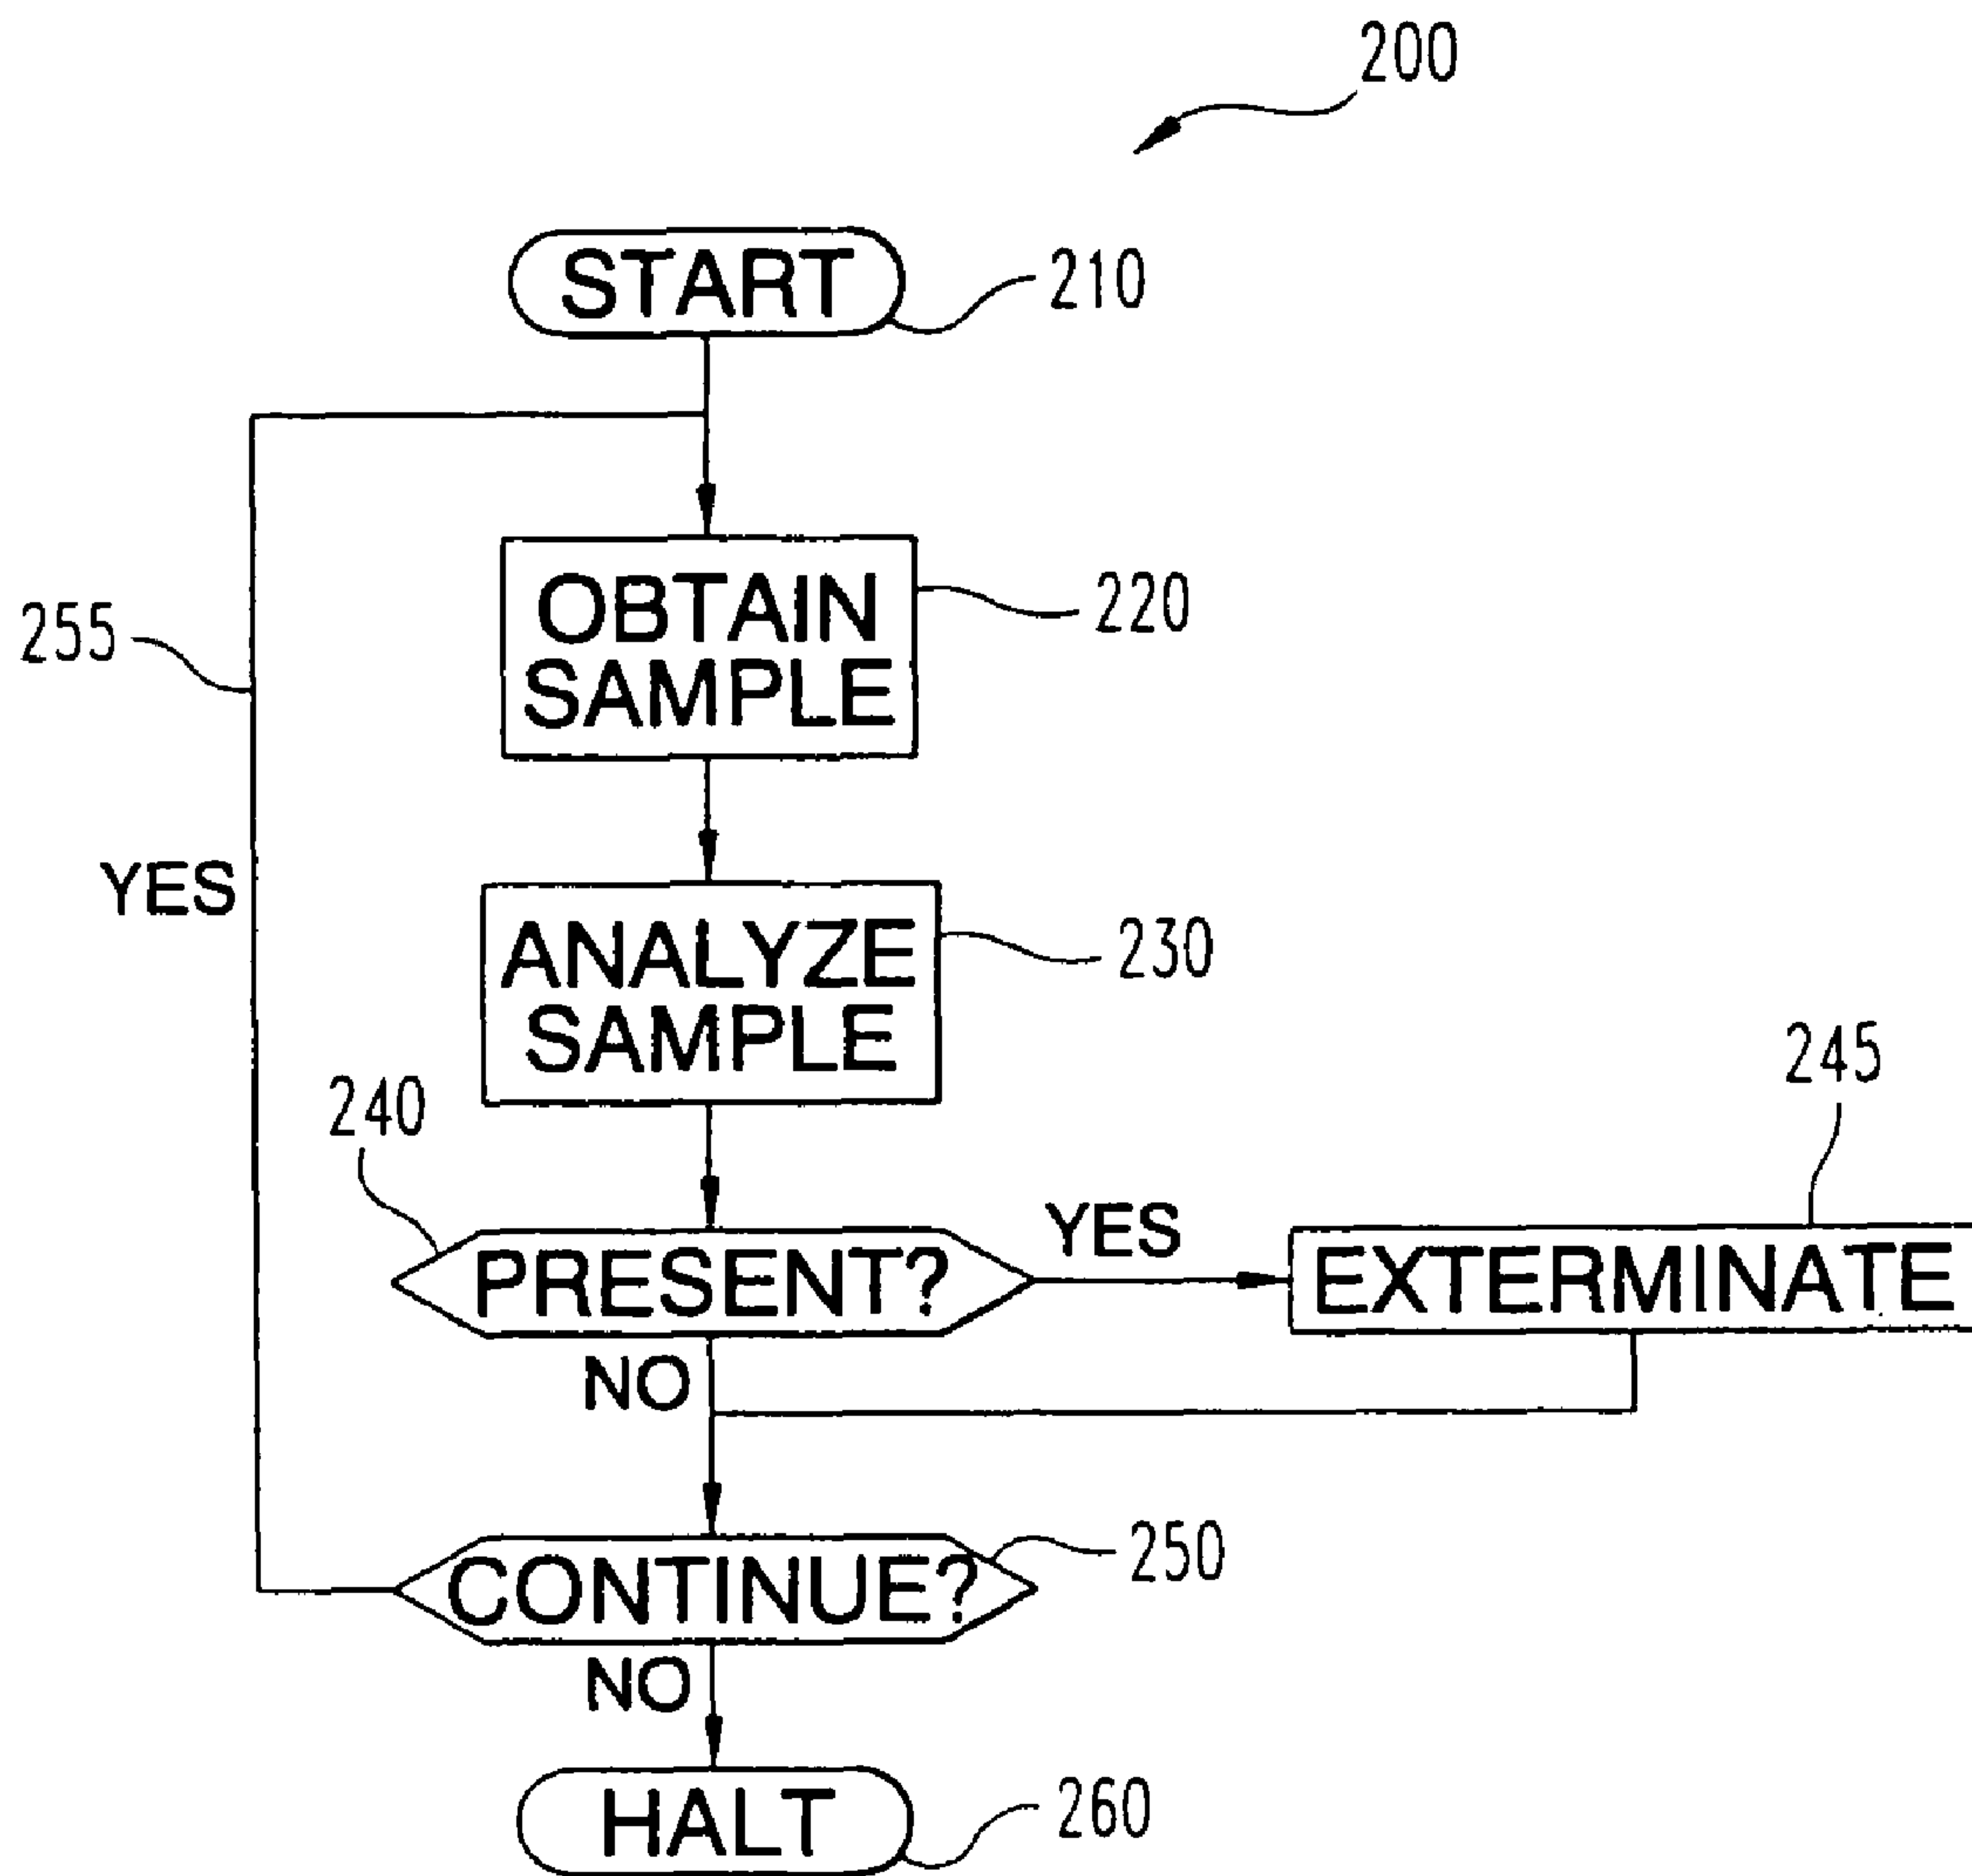 200
START
210
OBTAIN
SAMPLE
220
255
YES
ANALYZE
SAMPLE
230
240
245
PRESENT?
YES
EXTERMINATE
NO
CONTINUE?
250
NO
HALT
260